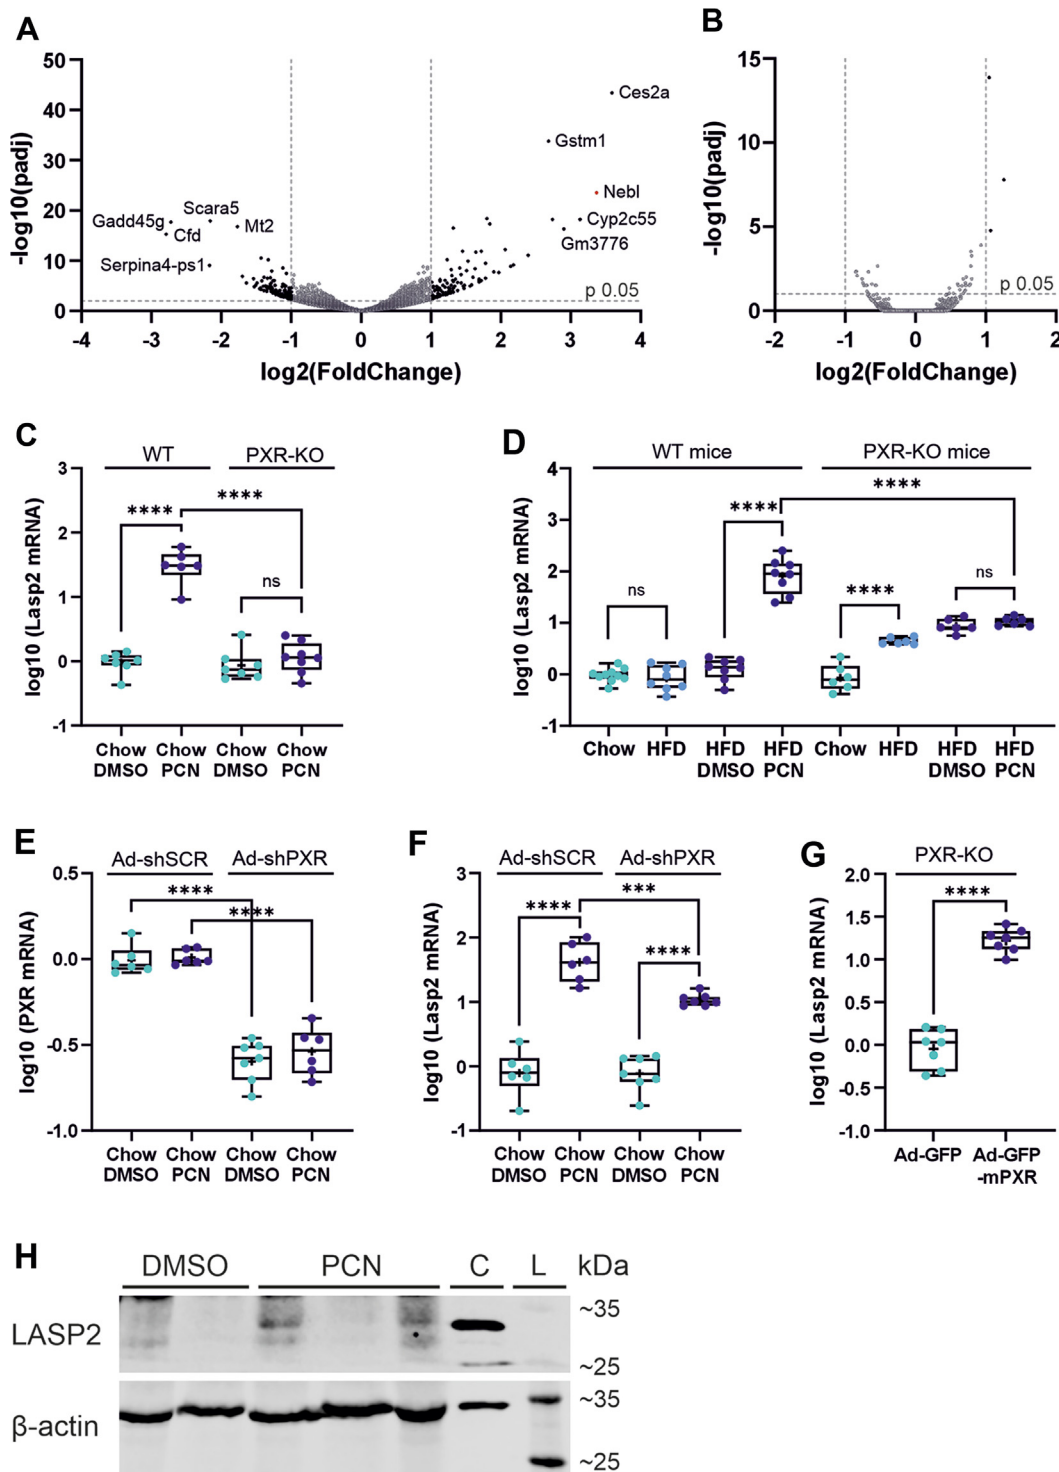 A
-log10(padj)
50
40
30
20
10
0
Ces2a
Gstm1
Nebl
Cyp2c55
Gm3776
Scara5
Gadd45g
Mt2
Cfd
Serpina4-ps1
p 0.05
-4 -3 -2 -1 0 1 2 3 4
log2(FoldChange)
B
-log10(padj)
15
10
5
0
p 0.05
-2 -1 0 1 2
log2(FoldChange)
C
WT PXR-KO
log10 (Lasp2 mRNA)
3
2
1
0
-1
**** ****
ns
Chow Chow Chow Chow
DMSO PCN DMSO PCN
D
WT mice PXR-KO mice
log10 (Lasp2 mRNA)
4
3
2
1
0
-1
****
****
ns **** ns
Chow HFD HFD HFD Chow HFD HFD HFD
DMSO PCN DMSO PCN
E
Ad-shSCR Ad-shPXR
log10 (PXR mRNA)
0.5
0.0
-0.5
-1.0
****
****
Chow Chow Chow Chow
DMSO PCN DMSO PCN
F
Ad-shSCR Ad-shPXR
log10 (Lasp2 mRNA)
3
2
1
0
-1
**** ***
****
Chow Chow Chow Chow
DMSO PCN DMSO PCN
G
PXR-KO
log10 (Lasp2 mRNA)
2.0
1.5
1.0
0.5
0.0
-0.5
-1.0
****
Ad-GFP Ad-GFP
-mPXR
H
DMSO PCN C L kDa
LASP2
~35
~25
β-actin
~35
~25